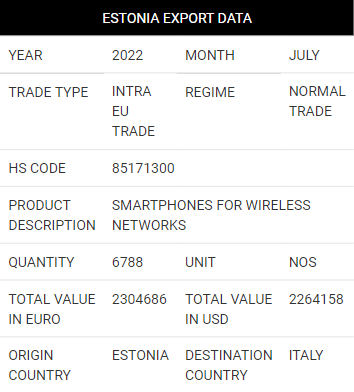 ESTONIA EXPORT DATA
YEAR 2022 MONTH JULY
TRADE TYPE INTRA EU TRADE REGIME NORMAL TRADE
HS CODE 85171300
PRODUCT DESCRIPTION SMARTPHONES FOR WIRELESS NETWORKS
QUANTITY 6788 UNIT NOS
TOTAL VALUE IN EURO 2304686 TOTAL VALUE IN USD 2264158
ORIGIN COUNTRY ESTONIA DESTINATION COUNTRY ITALY